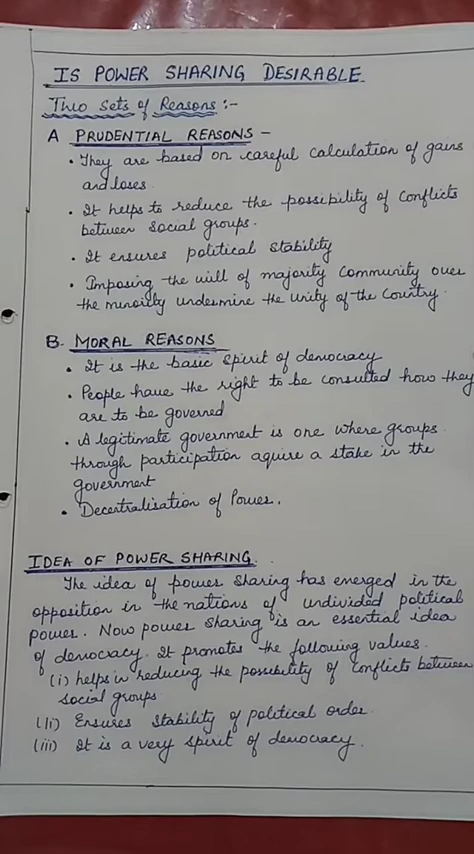 IS POWER SHARING DESIRABLE
Two Sets of Reasons :-
A PRUDENTIAL REASONS -
• They are based on careful calculation of gains
and loses.
• It helps to reduce the possibility of conflicts
between social groups.
• It ensures political stability
• Imposing the will of majority community over
the minority undermine the unity of the country.
B. MORAL REASONS
• It is the basic spirit of democracy
• People have the right to be consulted how they
are to be governed
• A legitimate government is one where groups
through participation aquire a stake in the
government
• Decentralisation of Power.
IDEA OF POWER SHARING
The idea of power sharing has emerged in the
opposition in the nations of undivided political
power. Now power sharing is an essential idea
of democracy. It promotes the following values.
(i) helps in reducing the possibility of conflicts between
social groups
(ii) Ensures stability of political order.
(iii) It is a very spirit of democracy.